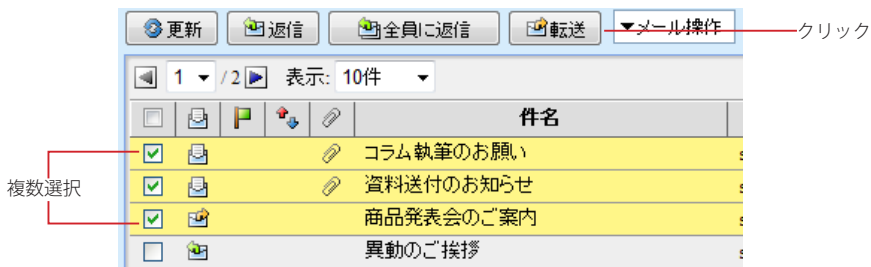 更新 返信 全員に返信 転送 ▼メール操作 クリック
1 / 2 表示: 10件
件名
コラム執筆のお願い
資料送付のお知らせ
複数選択
商品発表会のご案内
異動のご挨拶